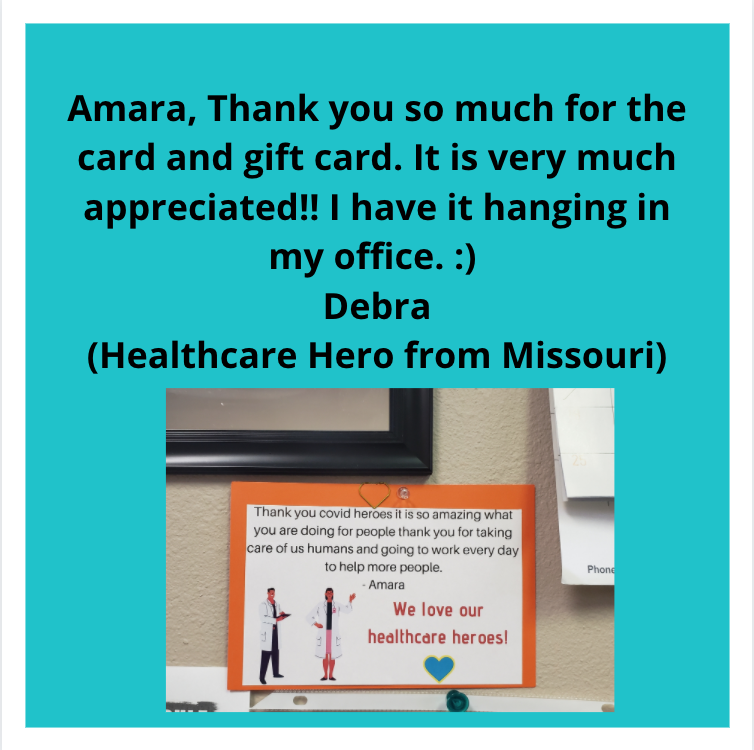 Amara, Thank you so much for the
card and gift card. It is very much
appreciated!! I have it hanging in
my office. :)
Debra
(Healthcare Hero from Missouri)
Thank you covid heroes it is so amazing what
you are doing for people thank you for taking
care of us humans and going to work every day
to help more people.
- Amara
We love our
healthcare heroes!
Phone